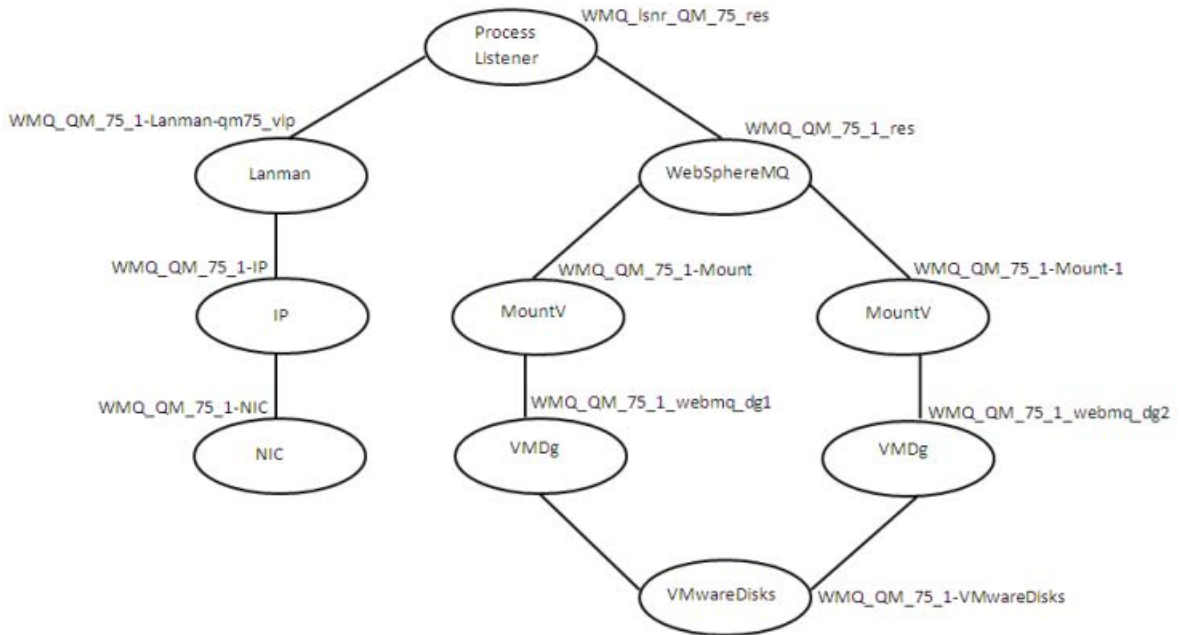 WMQ_lsnr_QM_75_res
Process
Listener
WMQ_QM_75_1-Lanman-qm75_vip
WMQ_QM_75_1_res
Lanman
WebSphereMQ
WMQ_QM_75_1-IP
WMQ_QM_75_1-Mount
WMQ_QM_75_1-Mount-1
IP
MountV
MountV
WMQ_QM_75_1-NIC
WMQ_QM_75_1_webmq_dg1
WMQ_QM_75_1_webmq_dg2
NIC
VMDg
VMDg
VMwareDisks
WMQ_QM_75_1-VMwareDisks